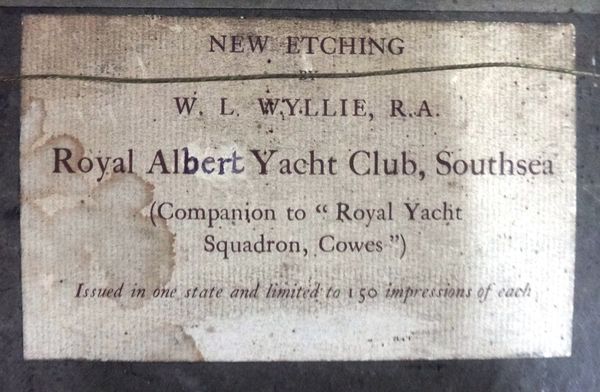 NEW ETCHING
BY
W. L. WYLLIE, R.A.
Royal Albert Yacht Club, Southsea
(Companion to “ Royal Yacht
Squadron, Cowes ”)
Issued in one state and limited to 150 impressions of each